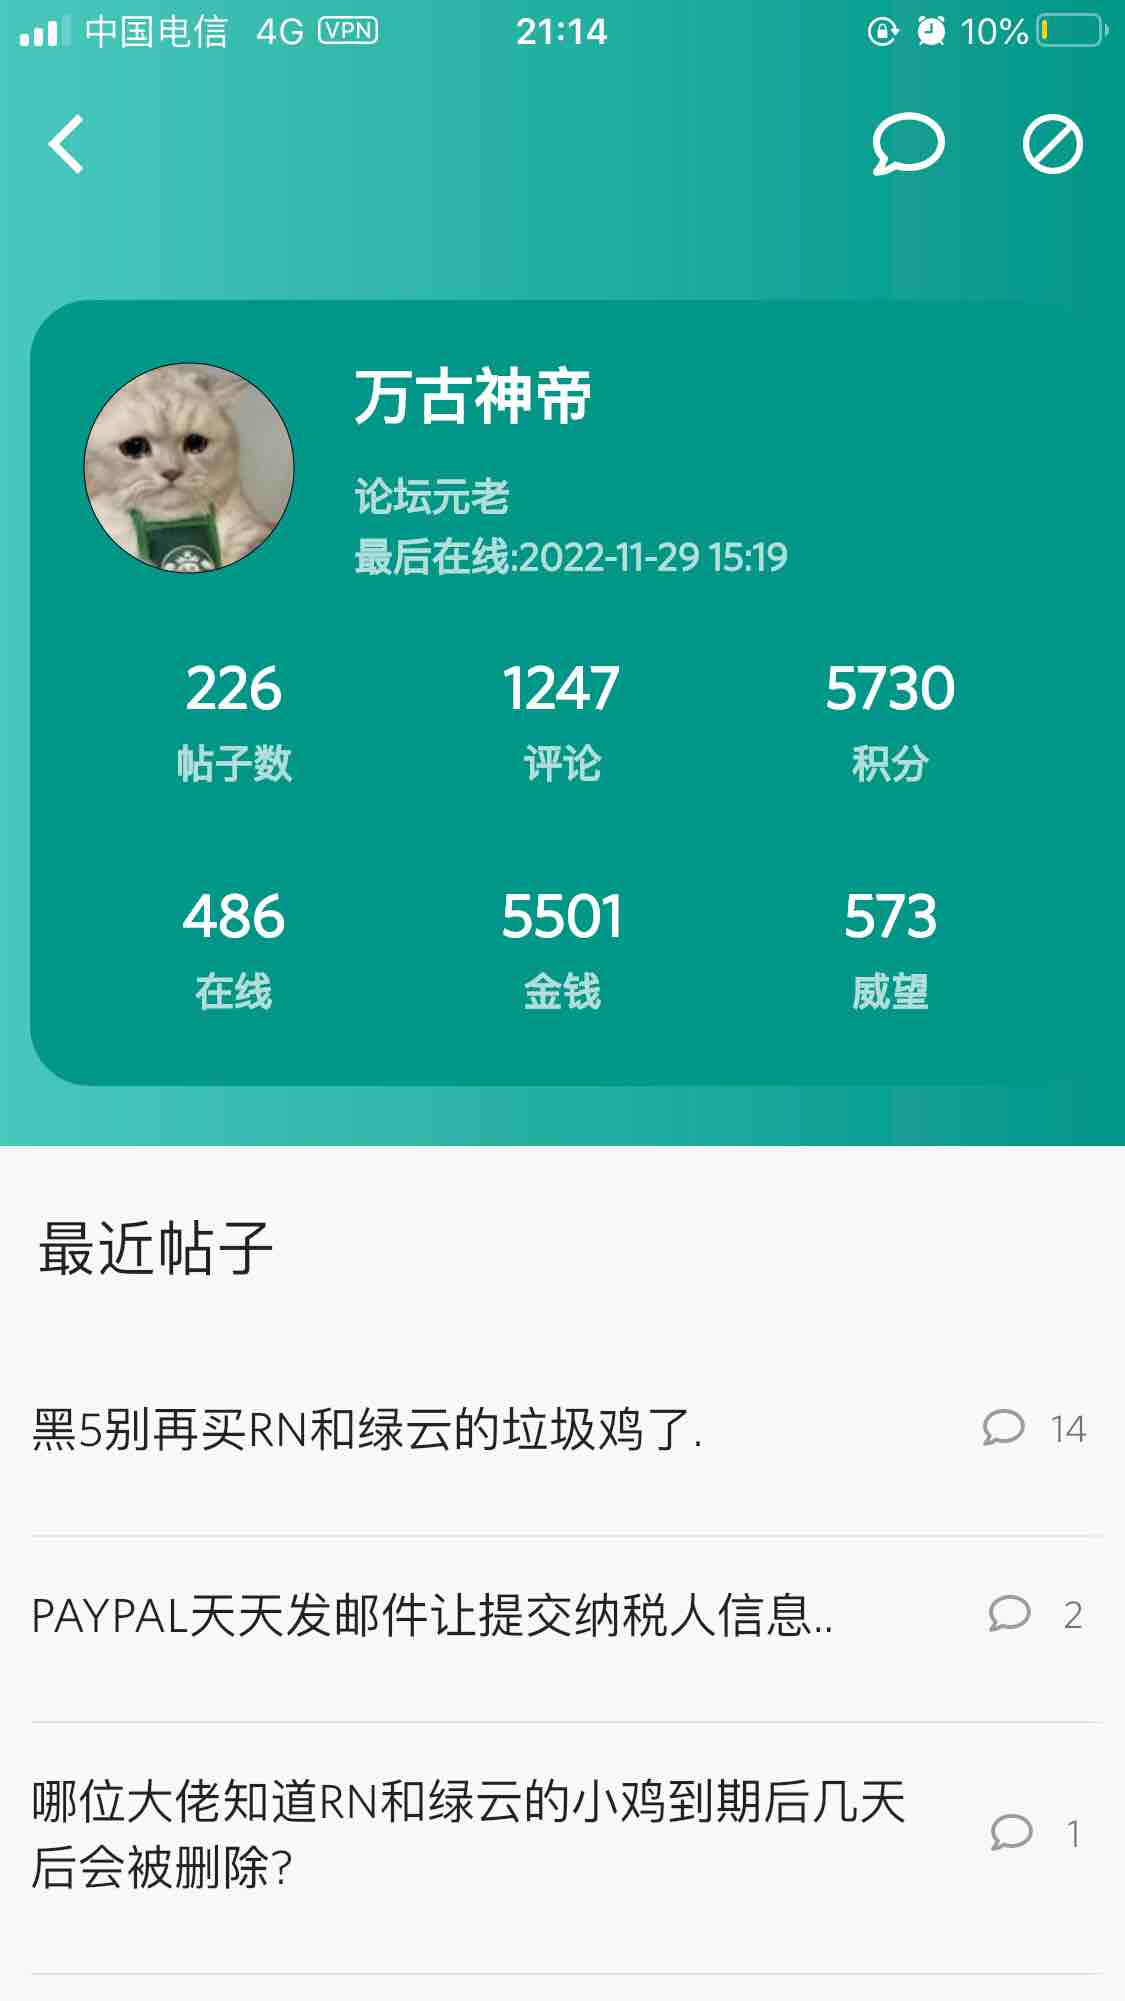 中国电信 4G VPN 21:14 10%
万古神帝
论坛元老
最后在线:2022-11-29 15:19
226 1247 5730
帖子数 评论 积分
486 5501 573
在线 金钱 威望
最近帖子
黑5别再买RN和绿云的垃圾鸡了. 14
PAYPAL天天发邮件让提交纳税人信息.. 2
哪位大佬知道RN和绿云的小鸡到期后几天
后会被删除? 1